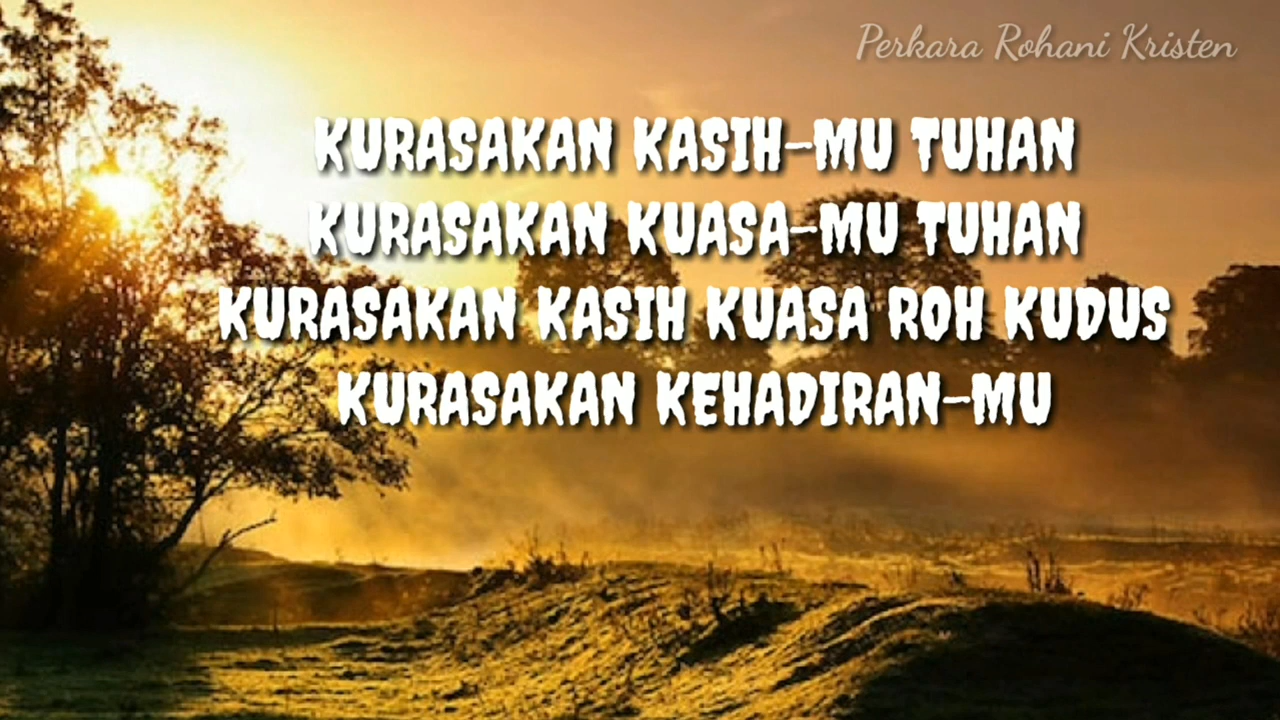 Perkara Rohani Kristen
KURASAKAN KASIH-MU TUHAN
KURASAKAN KUASA-MU TUHAN
KURASAKAN KASIH KUASA ROH KUDUS
KURASAKAN KEHADIRAN-MU